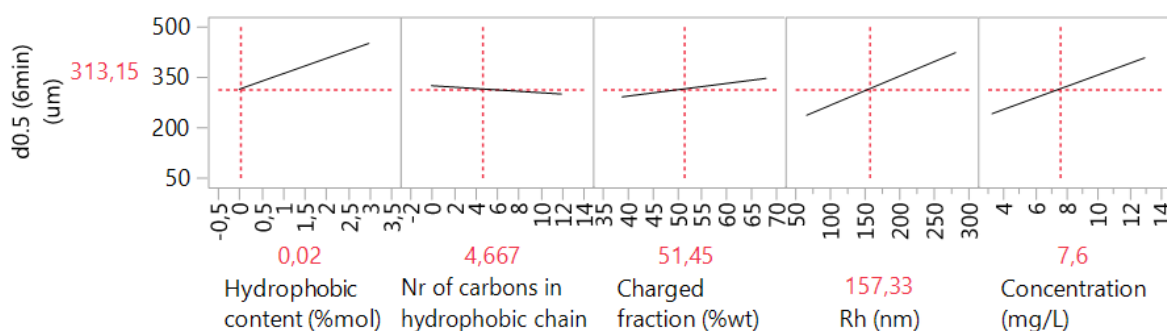 d0.5 (6min)
(um)
313,15
500
350
200
50
-0,5 0 0,5 1 1,5 2 2,5 3 3,5
-2 0 2 4 6 8 10 12 14
35 40 45 50 55 60 65 70
50 100 150 200 250 300
4 6 8 10 12 14
0,02
Hydrophobic
content (%mol)
4,667
Nr of carbons in
hydrophobic chain
51,45
Charged
fraction (%wt)
157,33
Rh (nm)
7,6
Concentration
(mg/L)